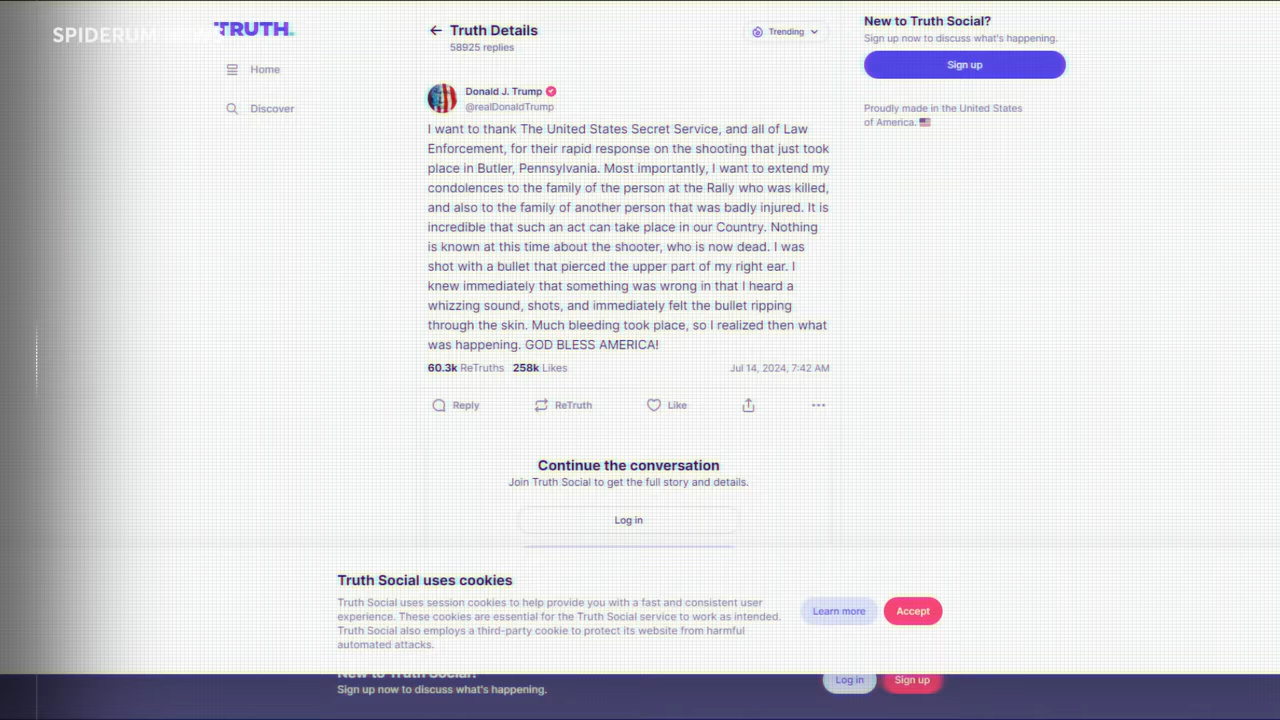 SPIDERUM
TRUTH.
Home
Discover
Truth Details
58925 replies
Trending
Donald J. Trump
@realDonaldTrump
I want to thank The United States Secret Service, and all of Law
Enforcement, for their rapid response on the shooting that just took
place in Butler, Pennsylvania. Most importantly, I want to extend my
condolences to the family of the person at the Rally who was killed,
and also to the family of another person that was badly injured. It is
incredible that such an act can take place in our Country. Nothing
is known at this time about the shooter, who is now dead. I was
shot with a bullet that pierced the upper part of my right ear. I
knew immediately that something was wrong in that I heard a
whizzing sound, shots, and immediately felt the bullet ripping
through the skin. Much bleeding took place, so I realized then what
was happening. GOD BLESS AMERICA!
60.3k ReTruths 258k Likes
Jul 14, 2024, 7:42 AM
Reply
ReTruth
Like
Continue the conversation
Join Truth Social to get the full story and details.
Log in
New to Truth Social?
Sign up now to discuss what's happening.
Sign up
Proudly made in the United States
of America.
Truth Social uses cookies
Truth Social uses session cookies to help provide you with a fast and consistent user
experience. These cookies are essential for the Truth Social service to work as intended.
Truth Social also employs a third-party cookie to protect its website from harmful
automated attacks.
Learn more
Accept
New to Truth Social?
Sign up now to discuss what's happening.
Log in
Sign up